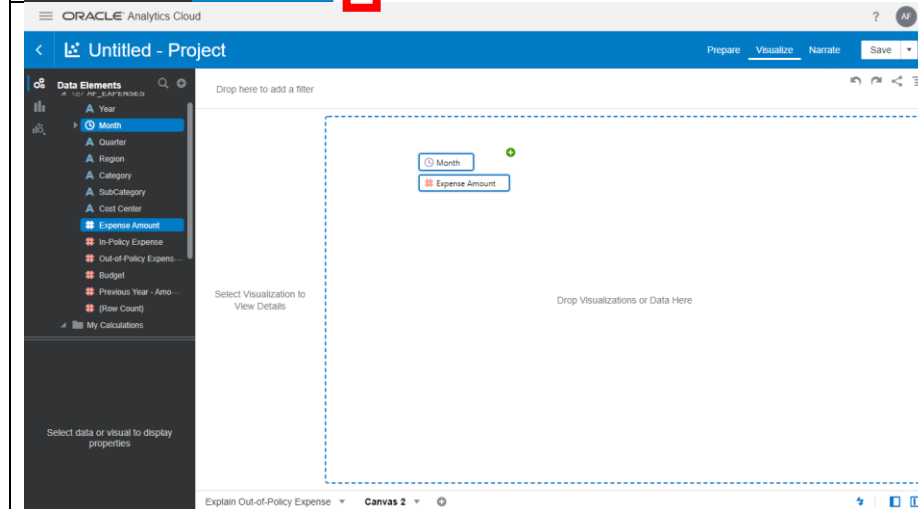 ORACLE Analytics Cloud
?
AF
Untitled - Project
Prepare Visualize Narrate Save
Data Elements
AF_EXPENSES
Year
Month
Quarter
Region
Category
SubCategory
Cost Center
Expense Amount
In-Policy Expense
Out-of-Policy Expens...
Budget
Previous Year - Amo...
(Row Count)
My Calculations
Select data or visual to display
properties
Drop here to add a filter
Select Visualization to
View Details
Month
Expense Amount
Drop Visualizations or Data Here
Explain Out-of-Policy Expense Canvas 2